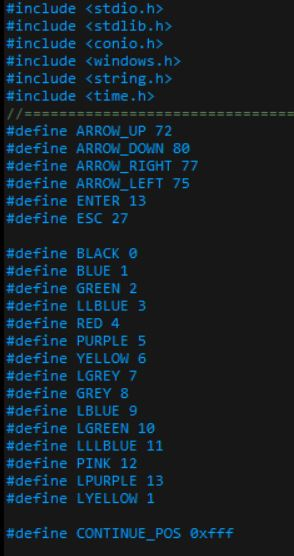 #include <stdio.h>
#include <stdlib.h>
#include <conio.h>
#include <windows.h>
#include <string.h>
#include <time.h>
//=================================
#define ARROW_UP 72
#define ARROW_DOWN 80
#define ARROW_RIGHT 77
#define ARROW_LEFT 75
#define ENTER 13
#define ESC 27
#define BLACK 0
#define BLUE 1
#define GREEN 2
#define LLBLUE 3
#define RED 4
#define PURPLE 5
#define YELLOW 6
#define LGREY 7
#define GREY 8
#define LBLUE 9
#define LGREEN 10
#define LLLBLUE 11
#define PINK 12
#define LPURPLE 13
#define LYELLOW 1
#define CONTINUE_POS 0xfff